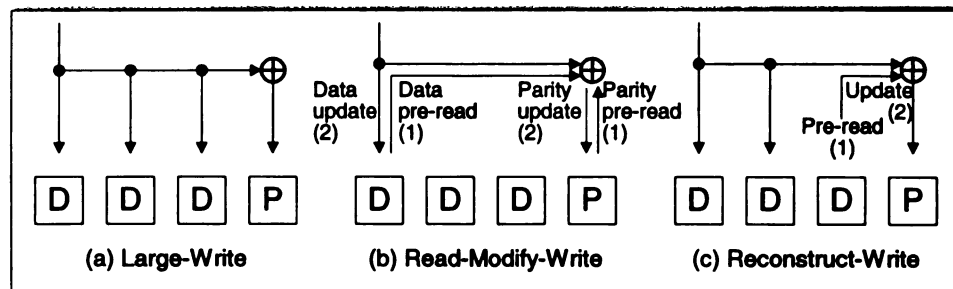 Data
update
(2)
Data
pre-read
(1)
Parity
update
(2)
Parity
pre-read
(1)
Update
(2)
Pre-read
(1)
D D D P
D D D P
D D D P
(a) Large-Write
(b) Read-Modify-Write
(c) Reconstruct-Write